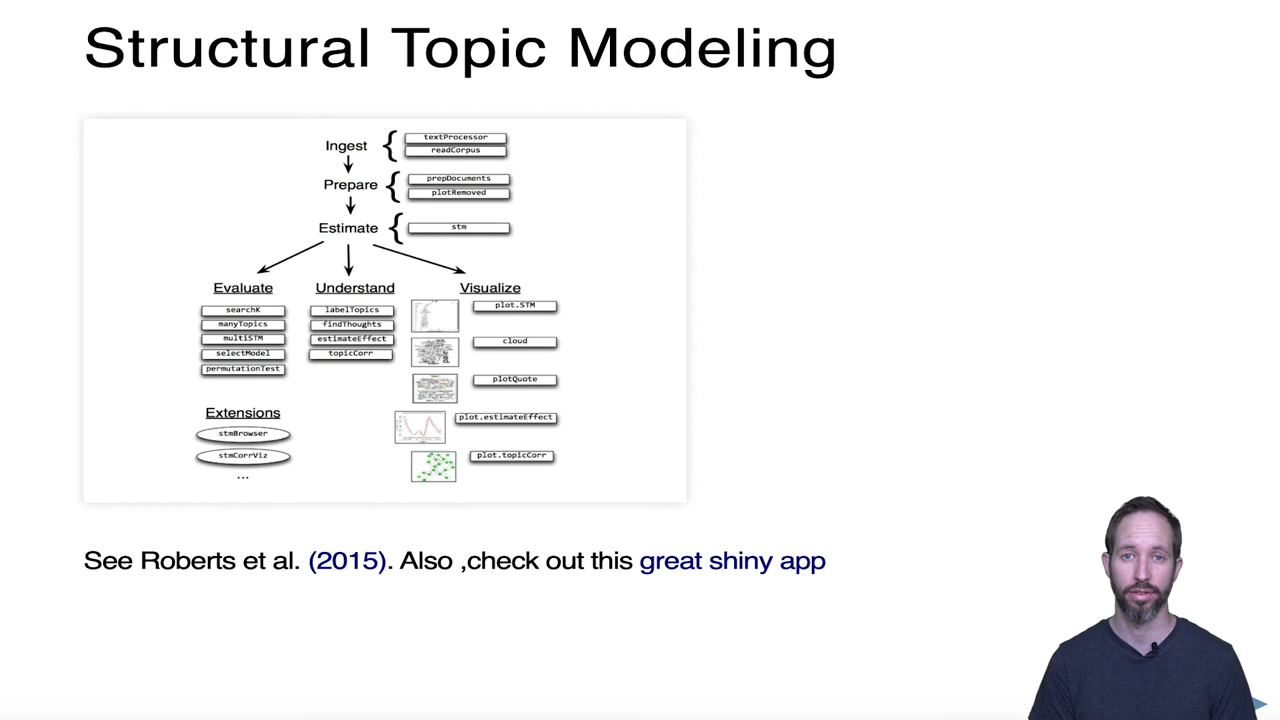 Structural Topic Modeling
Ingest
textProcessor
readCorpus
Prepare
prepDocuments
plotRemoved
Estimate
stm
Evaluate
searchK
manyTopics
multiSTM
selectModel
permutationTest
Understand
labelTopics
findThoughts
estimateEffect
topicCorr
Visualize
plot.STM
cloud
plotQuote
plot.estimateEffect
plot.topicCorr
Extensions
stmBrowser
stmCorrViz
...
See Roberts et al. (2015). Also ,check out this great shiny app